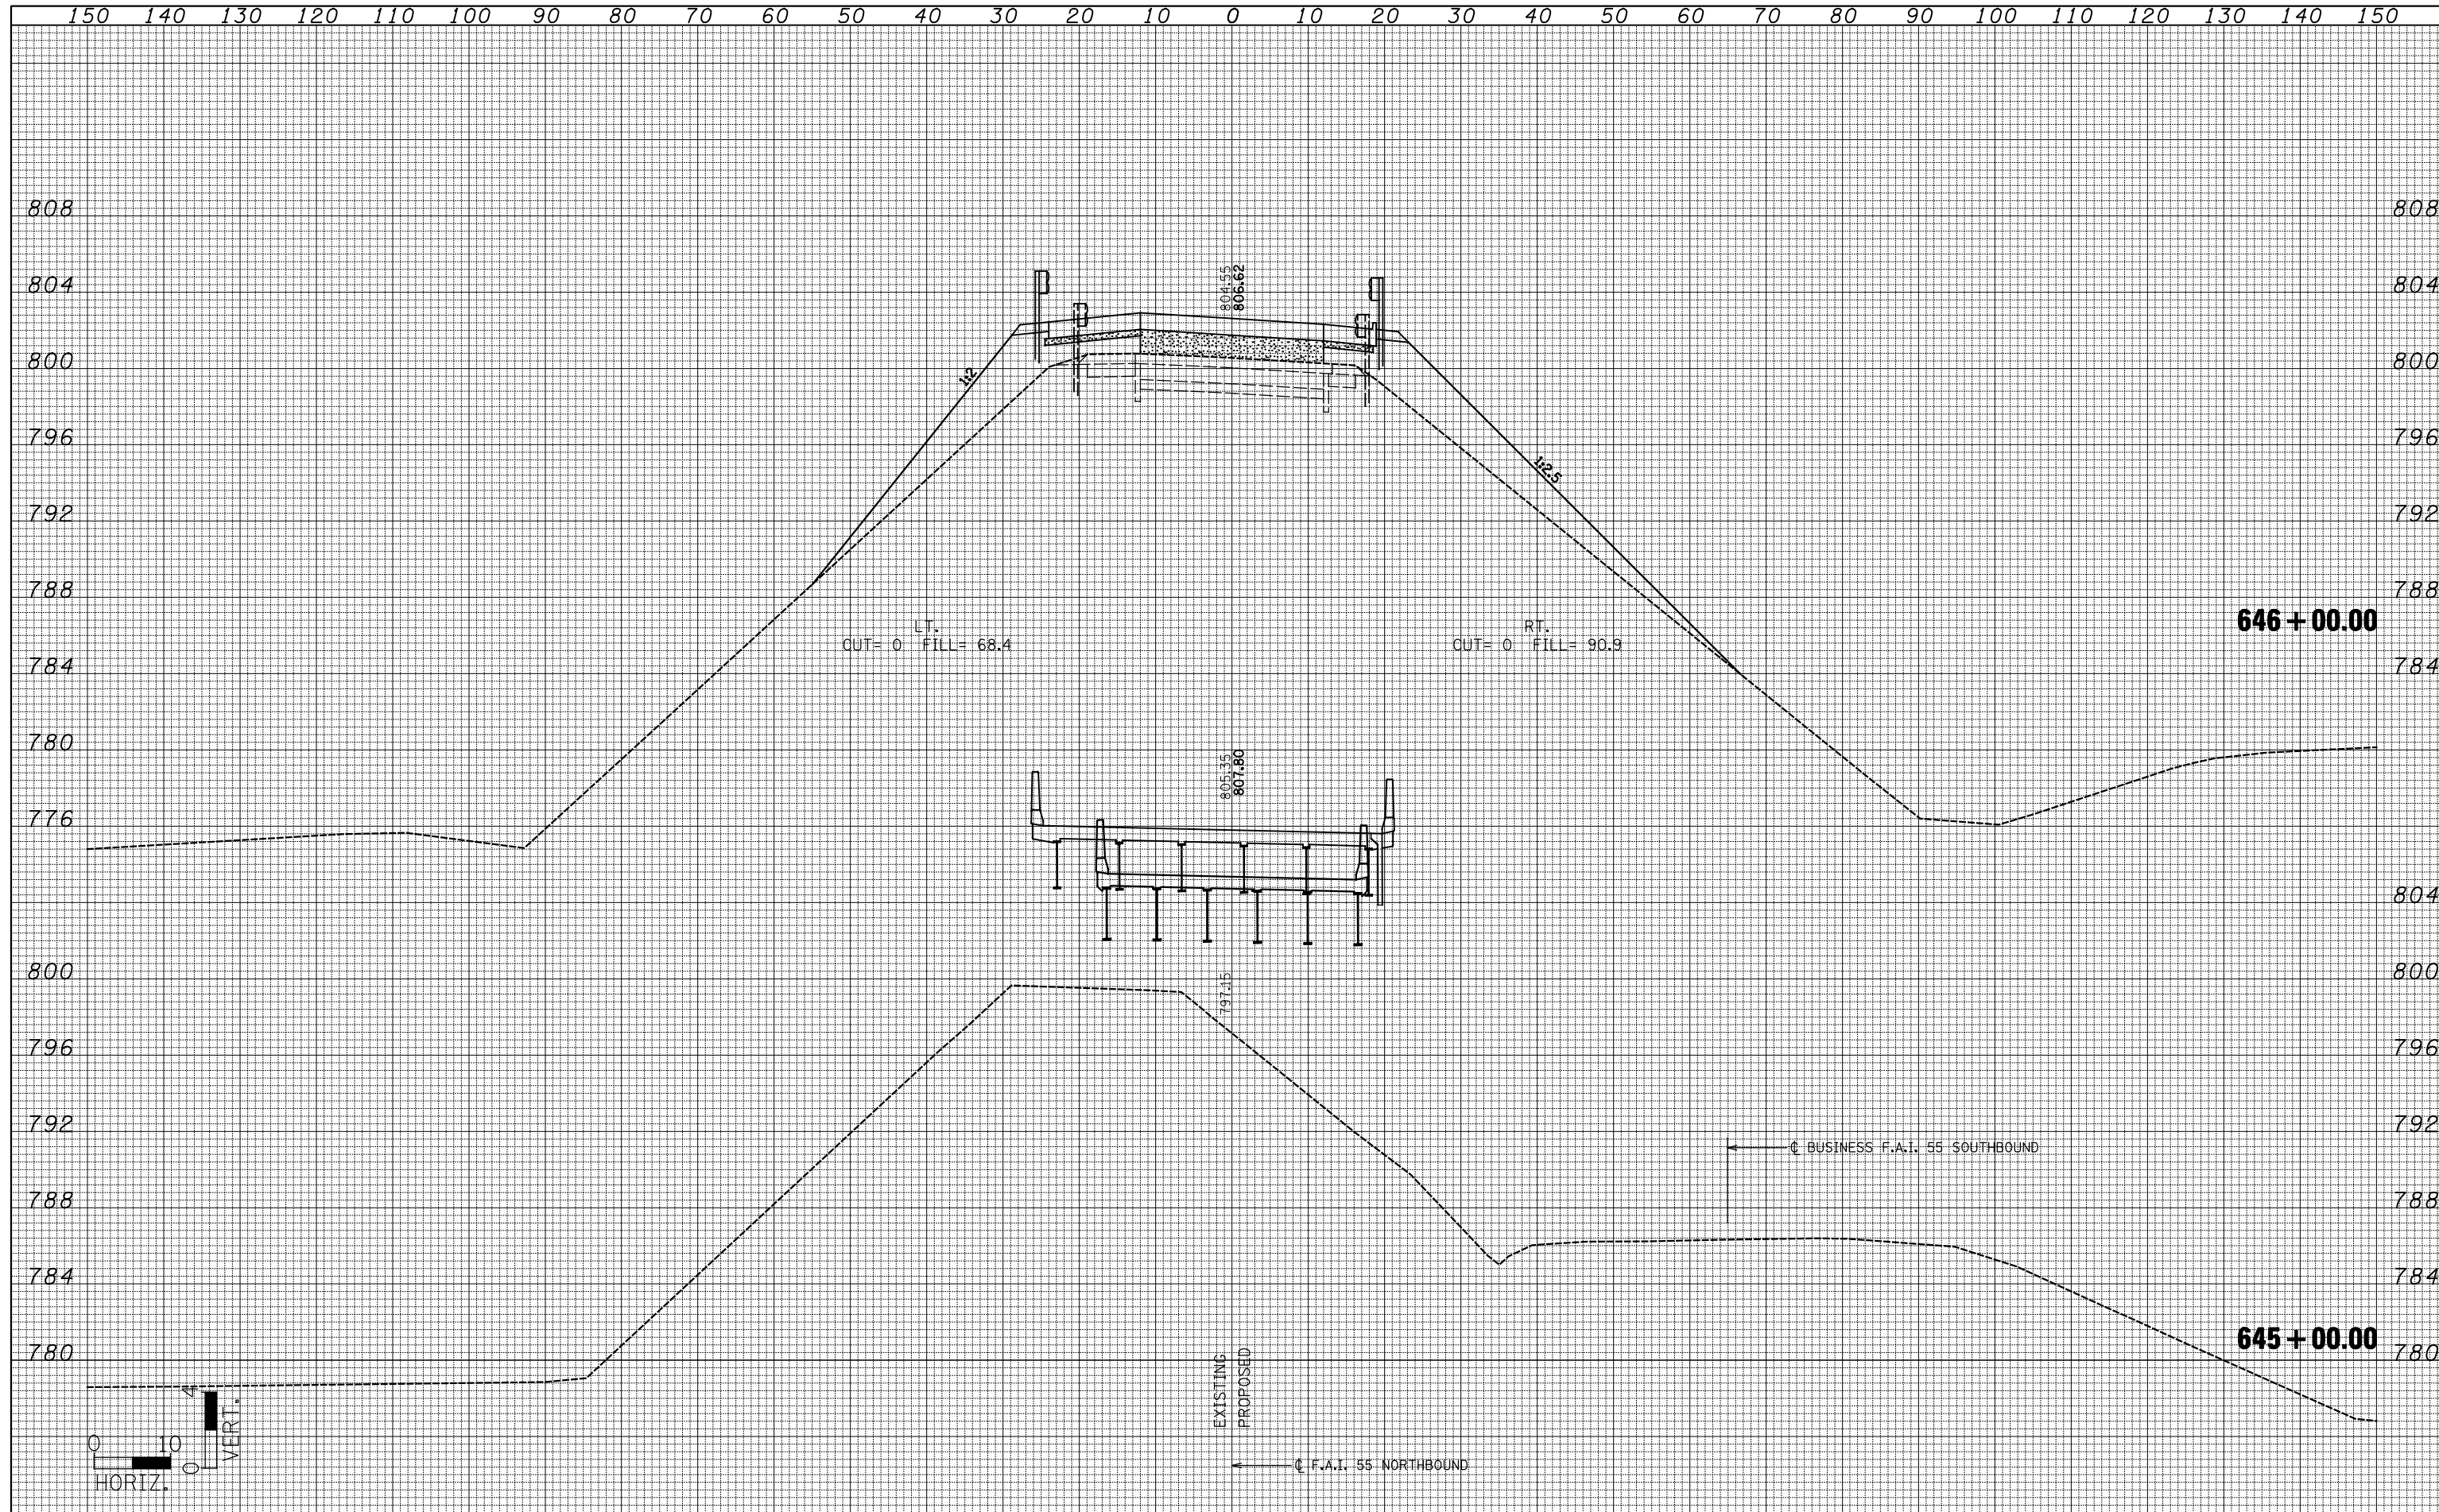 150 140 130 120 110 100 90 80 70 60 50 40 30 20 10 0 10 20 30 40 50 60 70 80 90 100 110 120 130 140 150
808 808
804 804.55 806.62 804
800 800
1:2
796 796
1:2.5
792 792
788 788
646+00.00
LT. RT.
CUT= 0 FILL= 68.4 CUT= 0 FILL= 90.9
784 784
780 805.35 807.80
776
804
800 797.15 800
796 796
792 792
℄ BUSINESS F.A.I. 55 SOUTHBOUND
788 788
784 784
645+00.00
780 780
EXISTING
PROPOSED
0 4
VERT.
0 10
HORIZ.
℄ F.A.I. 55 NORTHBOUND